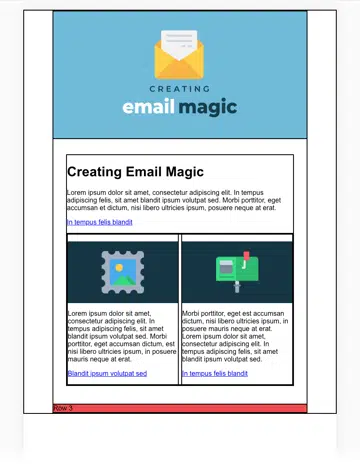 CREATING
email magic
Creating Email Magic
Lorem ipsum dolor sit amet, consectetur adipiscing elit. In tempus
adipiscing felis, sit amet blandit ipsum volutpat sed. Morbi porttitor, eget
accumsan et dictum, nisi libero ultricies ipsum, posuere neque at erat.
In tempus felis blandit
Lorem ipsum dolor sit amet,
consectetur adipiscing elit. In
tempus adipiscing felis, sit amet
blandit ipsum volutpat sed. Morbi
porttitor, eget accumsan dictum, est
nisi libero ultricies ipsum, in posuere
mauris neque at erat.
Blandit ipsum volutpat sed
Morbi porttitor, eget est accumsan
dictum, nisi libero ultricies ipsum, in
posuere mauris neque at erat.
Lorem ipsum dolor sit amet,
consectetur adipiscing elit. In
tempus adipiscing felis, sit amet
blandit ipsum volutpat sed.
In tempus felis blandit
Row 3